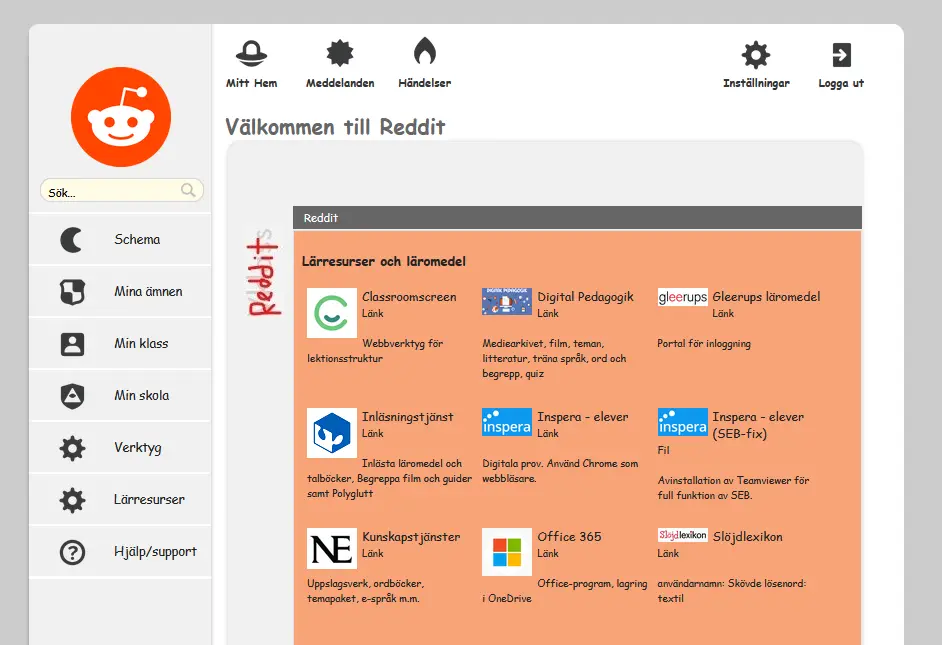 Mitt Hem
Meddelanden
Händelser
Inställningar
Logga ut
Välkommen till Reddit
Sök...
Schema
Mina ämnen
Min klass
Min skola
Verktyg
Lärresurser
Hjälp/support
Reddit
Reddit
Lärresurser och läromedel
Classroomscreen
Länk
Webbverktyg för
lektionsstruktur
DIGITAL PEDAGOGIK
Digital Pedagogik
Länk
Mediearkivet, film, teman,
litteratur, träna språk, ord och
begrepp, quiz
gleerups
Gleerups läromedel
Länk
Portal för inloggning
Inläsningstjänst
Länk
Inlästa läromedel och
talböcker, Begreppa film och guider
samt Polyglutt
inspera
Inspera - elever
Länk
Digitala prov. Använd Chrome som
webbläsare.
inspera
Inspera - elever
(SEB-fix)
Fil
Avinstallation av Teamviewer för
full funktion av SEB.
NE
Kunskapstjänster
Länk
Uppslagsverk, ordböcker,
temapaket, e-språk m.m.
Office 365
Länk
Office-program, lagring
i OneDrive
Slöjdlexikon
Slöjdlexikon
Länk
användarnamn: Skövde lösenord:
textil